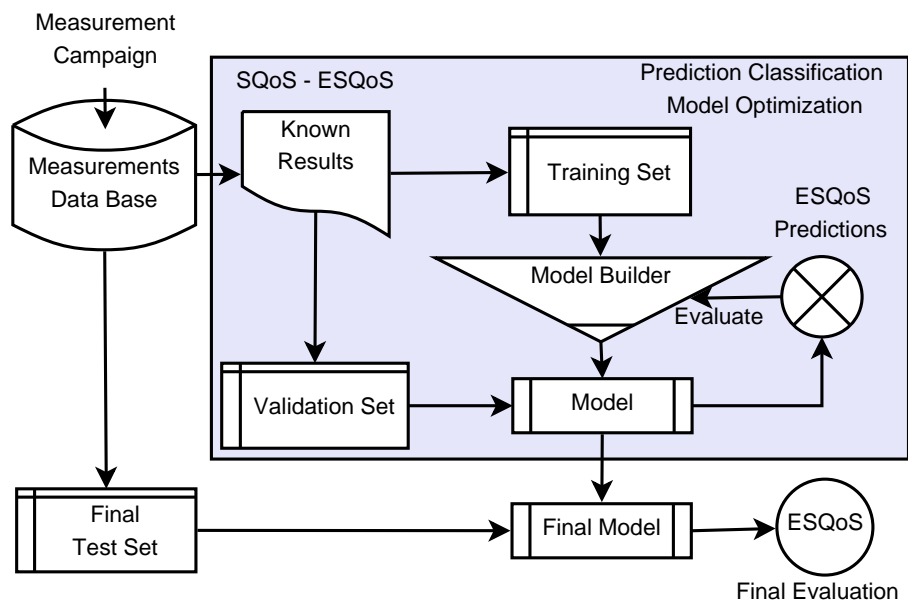 Measurement
Campaign
SQoS - ESQoS
Prediction Classification
Model Optimization
Measurements
Data Base
Known
Results
Training Set
ESQoS
Predictions
Model Builder
Evaluate
Validation Set
Model
Final
Test Set
Final Model
ESQoS
Final Evaluation